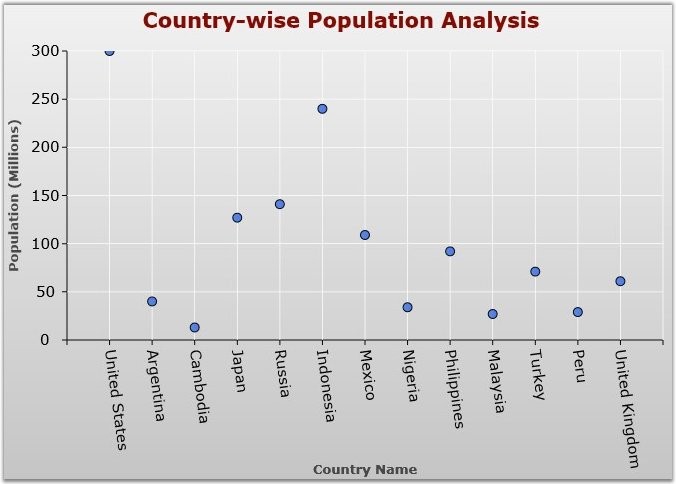 Country-wise Population Analysis
Population (Millions)
300
250
200
150
100
50
0
United States
Argentina
Cambodia
Japan
Russia
Indonesia
Mexico
Nigeria
Philippines
Malaysia
Turkey
Peru
United Kingdom
Country Name